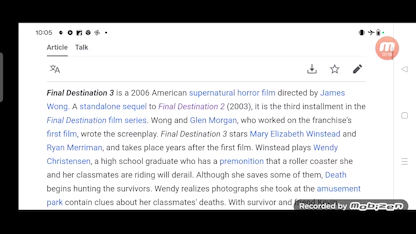 10:05
Article Talk
Final Destination 3 is a 2006 American supernatural horror film directed by James
Wong. A standalone sequel to Final Destination 2 (2003), it is the third installment in the
Final Destination film series. Wong and Glen Morgan, who worked on the franchise's
first film, wrote the screenplay. Final Destination 3 stars Mary Elizabeth Winstead and
Ryan Merriman, and takes place years after the first film. Winstead plays Wendy
Christensen, a high school graduate who has a premonition that a roller coaster she
and her classmates are riding will derail. Although she saves some of them, Death
begins hunting the survivors. Wendy realizes photographs she took at the amusement
park contain clues about her classmates' deaths. With survivor and
Recorded by MOBIZEN